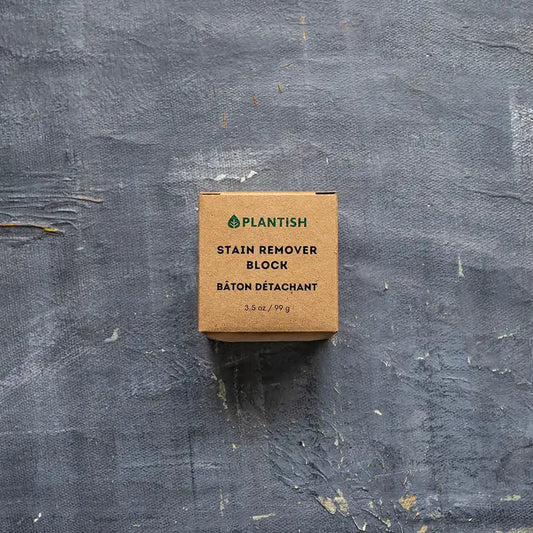 PLANTISH
STAIN REMOVER
BLOCK
BÂTON DÉTACHANT
3.5 oz / 99 g